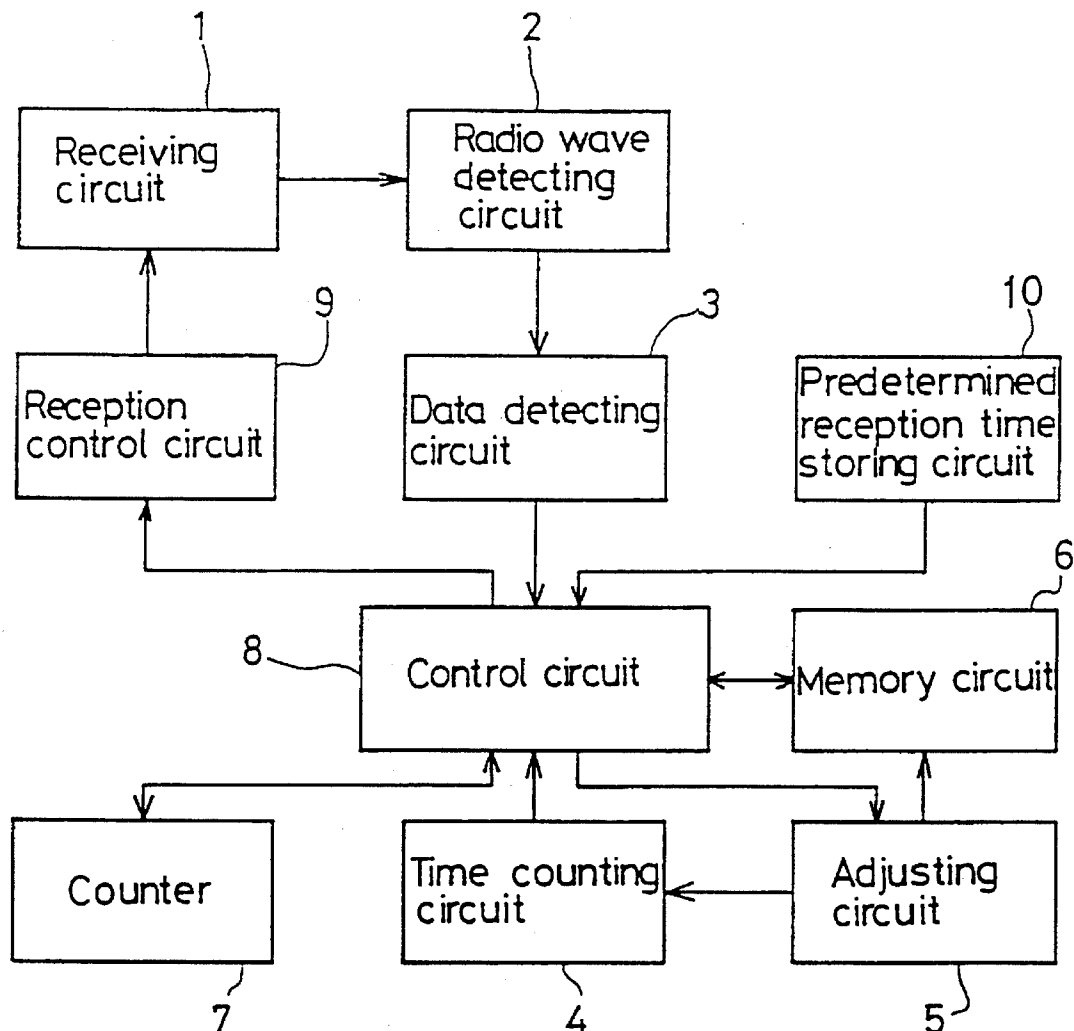 1
2
Receiving
circuit
Radio wave
detecting
circuit
9
3
10
Reception
control circuit
Data detecting
circuit
Predetermined
reception time
storing circuit
6
8
Control circuit
Memory circuit
Counter
Time counting
circuit
Adjusting
circuit
7
4
5